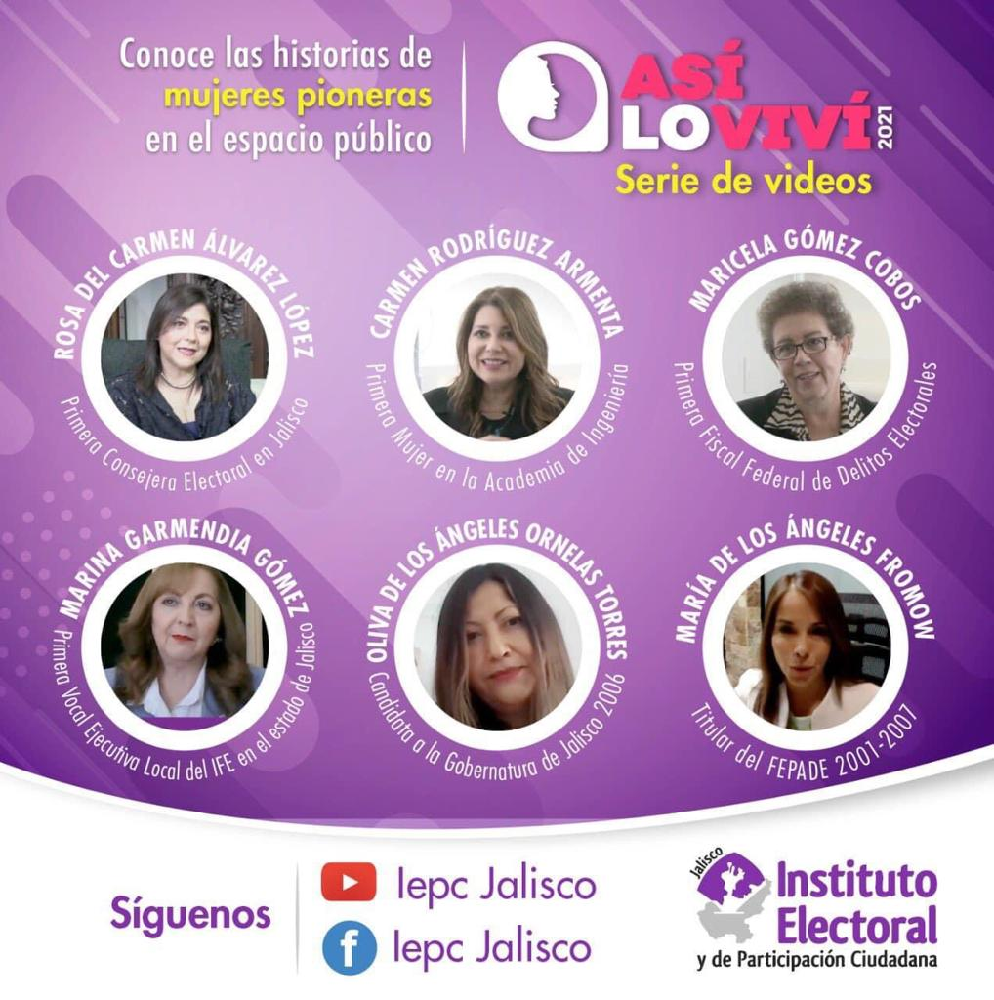 Conoce las historias de
mujeres pioneras
en el espacio público
ASÍ
LO VIVÍ
2021
Serie de videos
ROSA DEL CARMEN ÁLVAREZ LÓPEZ
Primera Consejera Electoral en Jalisco
CARMEN RODRÍGUEZ ARMENTA
Primera Mujer en la Academia de Ingeniería
MARICELA GÓMEZ COBOS
Primera Fiscal Federal de Delitos Electorales
MARINA GARMENDIA GÓMEZ
Primera Vocal Ejecutiva Local del IFE en el estado de Jalisco
OLIVA DE LOS ÁNGELES ORNELAS TORRES
Candidata a la Gobernatura de Jalisco 2006
MARÍA DE LOS ÁNGELES FROMOW
Titular del FEPADE 2001-2007
Síguenos
Iepc Jalisco
Iepc Jalisco
Jalisco
Instituto
Electoral
y de Participación Ciudadana